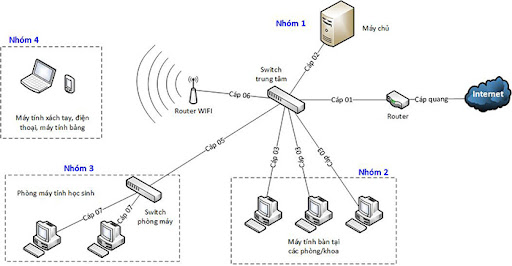 Nhóm 4
Máy tính xách tay, điện
thoại, máy tính bảng
Router WIFI
Cáp 06
Nhóm 1
Máy chủ
Cáp 02
Switch
trung tâm
Cáp 01
Router
Cáp quang
Internet
Cáp 05
Nhóm 3
Phòng máy tính học sinh
Cáp 07
Cáp 07
Switch
phòng máy
Cáp 03
Cáp 03
Cáp 03
Nhóm 2
Máy tính bàn tại
các phòng/khoa